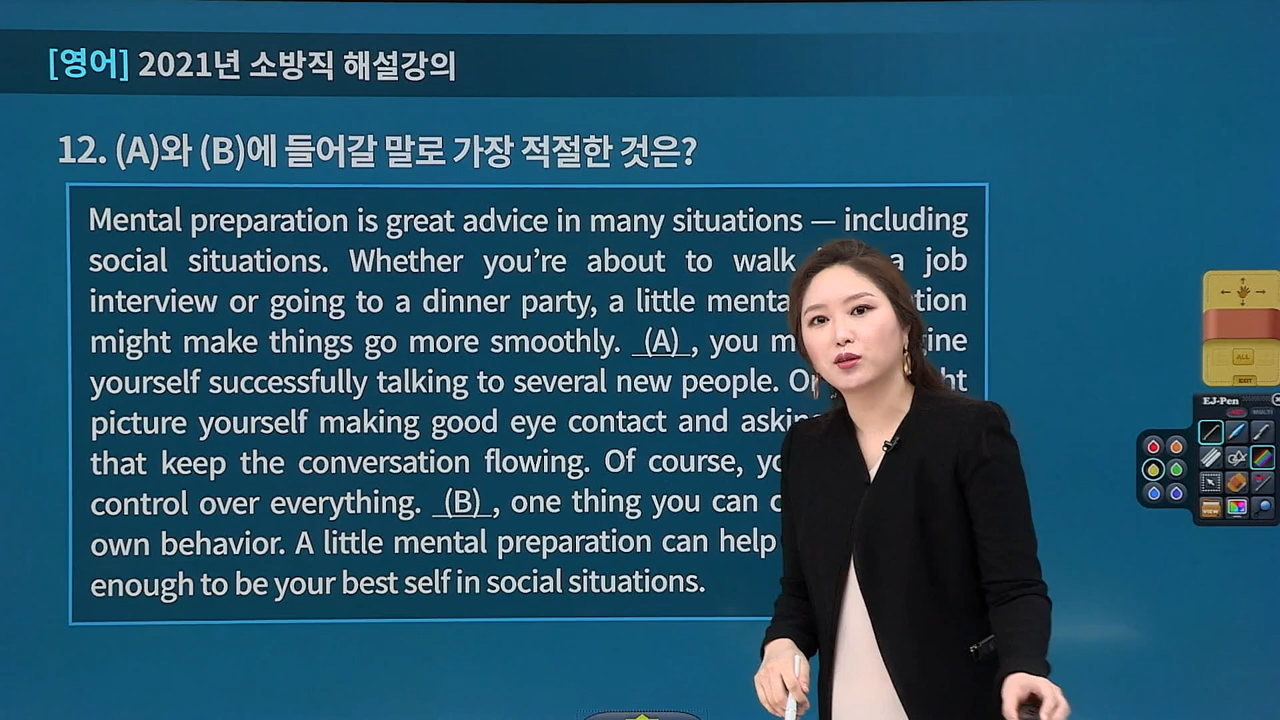 [영어] 2021년 소방직 해설강의
12. (A)와 (B)에 들어갈 말로 가장 적절한 것은?
Mental preparation is great advice in many situations — including
social situations. Whether you're about to walk a job
interview or going to a dinner party, a little
might make things go more smoothly. (A), you
yourself successfully talking to several new people.
picture yourself making good eye contact and
that keep the conversation flowing. Of course,
control over everything. (B), one thing you can
own behavior. A little mental preparation can help
enough to be your best self in social situations.
ALL
EXIT
EJ-Pen
VIEW